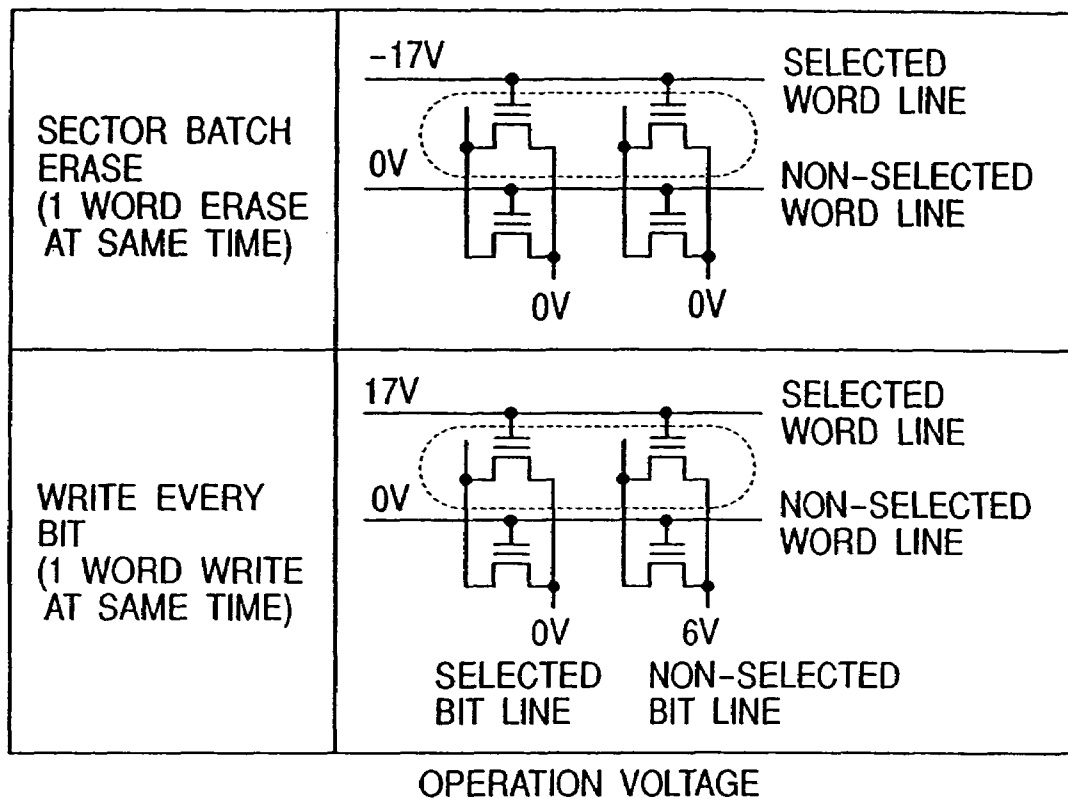 SECTOR BATCH
ERASE
(1 WORD ERASE
AT SAME TIME)
-17V
SELECTED
WORD LINE
0V
NON-SELECTED
WORD LINE
0V
0V
WRITE EVERY
BIT
(1 WORD WRITE
AT SAME TIME)
17V
SELECTED
WORD LINE
0V
NON-SELECTED
WORD LINE
0V
6V
SELECTED
BIT LINE
NON-SELECTED
BIT LINE
OPERATION VOLTAGE